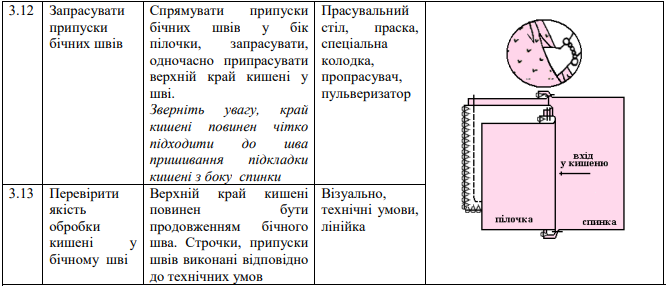 3.12
Запрасувати
припуски
бічних швів
Спрямувати припуски
бічних швів у бік
пілочки, запрасувати,
одночасно припрасувати
верхній край кишені у
шві.
Зверніть увагу, край
кишені повинен чітко
підходити до шва
пришивання підкладки
кишені з боку спинки
Прасувальний
стіл, праска,
спеціальна
колодка,
пропрасувач,
пульверизатор
3.13
Перевірити
якість
обробки
кишені у
бічному шві
Верхній край кишені
повинен бути
продовженням бічного
шва. Строчки, припуски
швів виконані відповідно
до технічних умов
Візуально,
технічні умови,
лінійка
вхід
у кишеню
пілочка
спинка